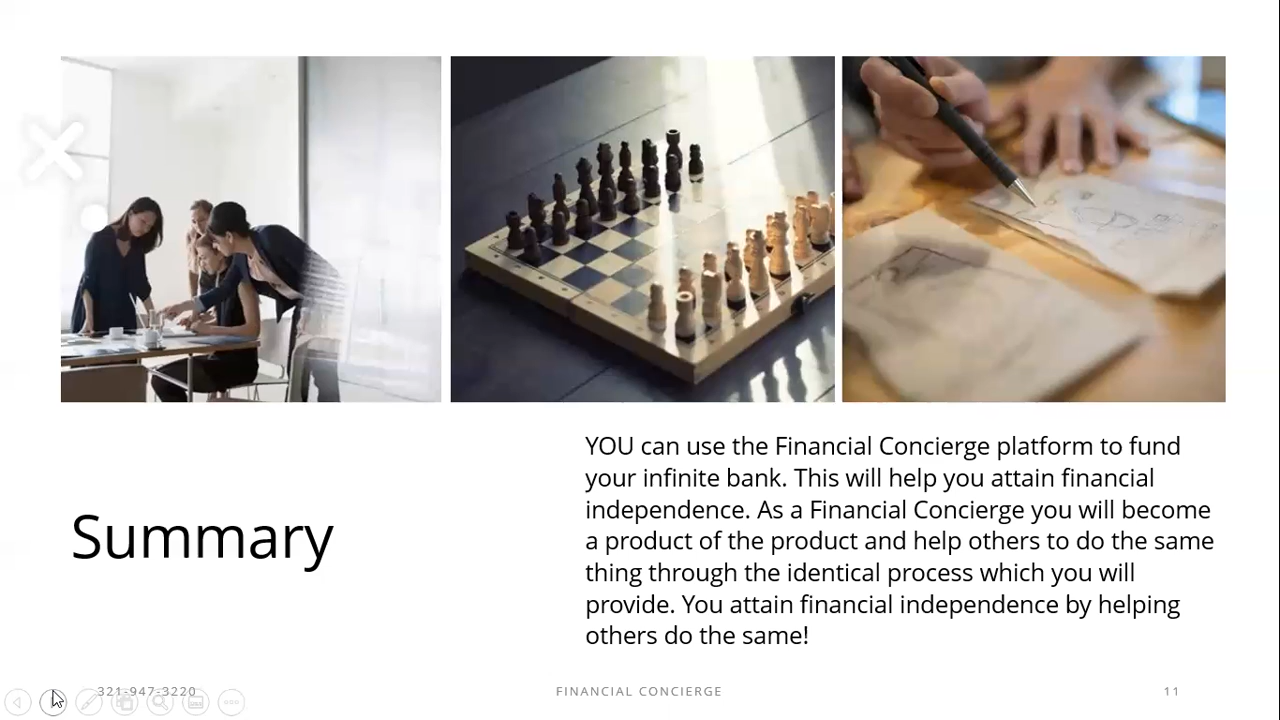 Summary
YOU can use the Financial Concierge platform to fund
your infinite bank. This will help you attain financial
independence. As a Financial Concierge you will become
a product of the product and help others to do the same
thing through the identical process which you will
provide. You attain financial independence by helping
others do the same!
321-947-3220
FINANCIAL CONCIERGE
11